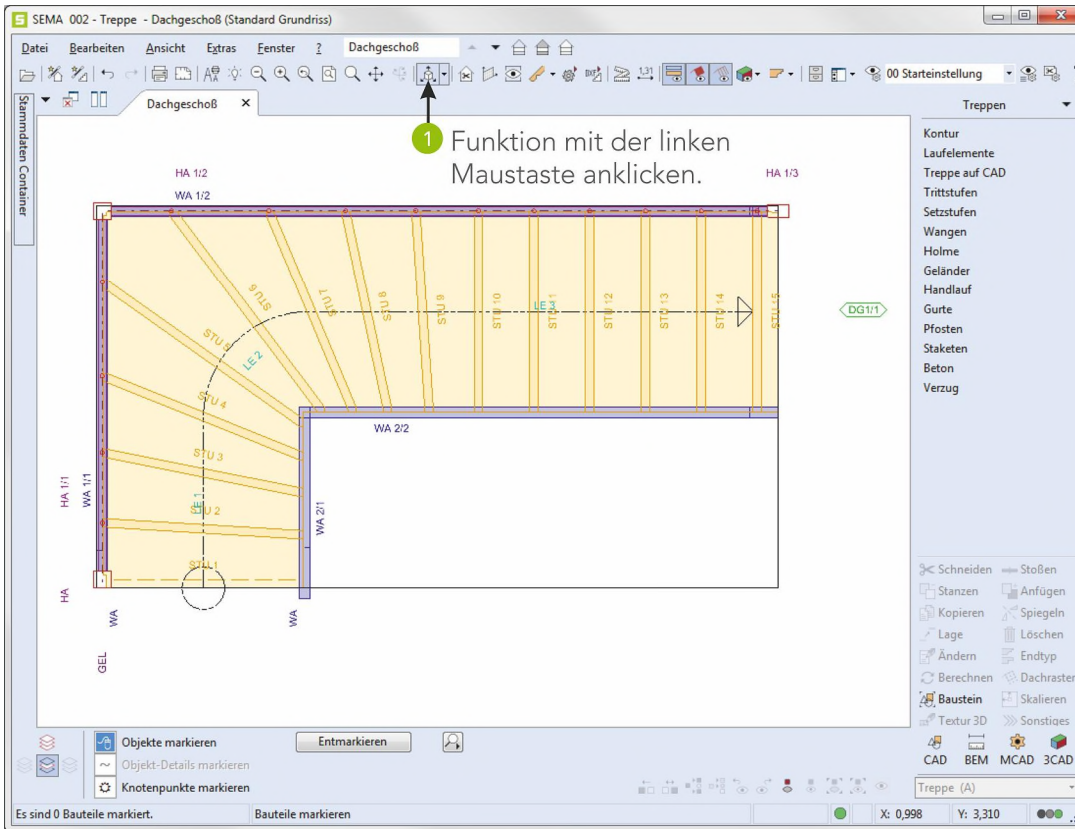 SEMA 002 - Treppe - Dachgeschoß (Standard Grundriss)
Datei Bearbeiten Ansicht Extras Fenster ? Dachgeschoß
1,31
00 Starteinstellung
Stammdaten Container
Dachgeschoß
1 Funktion mit der linken
Maustaste anklicken.
Treppen
Kontur
Laufelemente
Treppe auf CAD
Trittstufen
Setzstufen
Wangen
Holme
Geländer
Handlauf
Gurte
Pfosten
Staketen
Beton
Verzug
HA 1/2
WA 1/2
HA 1/3
STU 6
STU 7
STU 8
STU 9
STU 10
STU 11
LE 3
STU 12
STU 13
STU 14
STU 15
DG1/1
STU 5
LE 2
STU 4
WA 2/2
STU 3
HA 1/1
WA 1/1
LE 1
STU 2
WA 2/1
STU 1
HA
WA
WA
GEL
Schneiden Stoßen
Stanzen Anfügen
Kopieren Spiegeln
Lage Löschen
Ändern Endtyp
Berechnen Dachraster
Baustein Skalieren
Textur 3D Sonstiges
CAD BEM MCAD 3CAD
Treppe (A)
Objekte markieren Entmarkieren
Objekt-Details markieren
Knotenpunkte markieren
Es sind 0 Bauteile markiert. Bauteile markieren X: 0,998 Y: 3,310